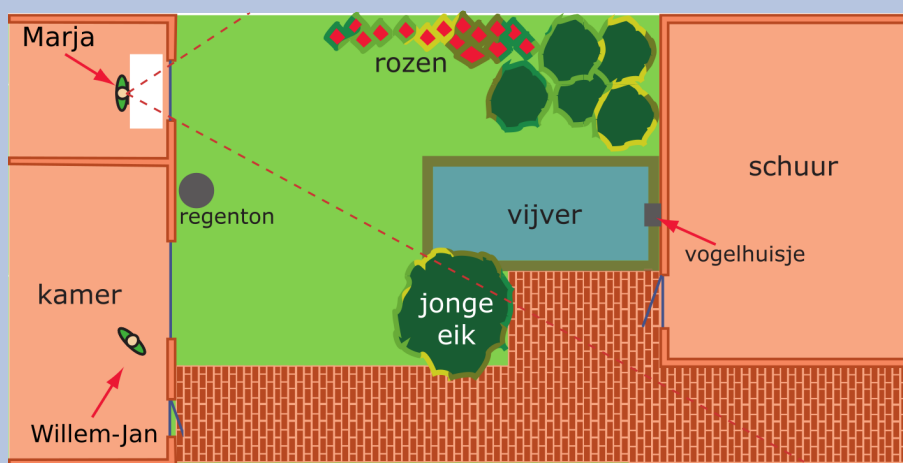 Marja
rozen
schuur
regenton
vijver
vogelhuisje
kamer
jonge
eik
Willem-Jan